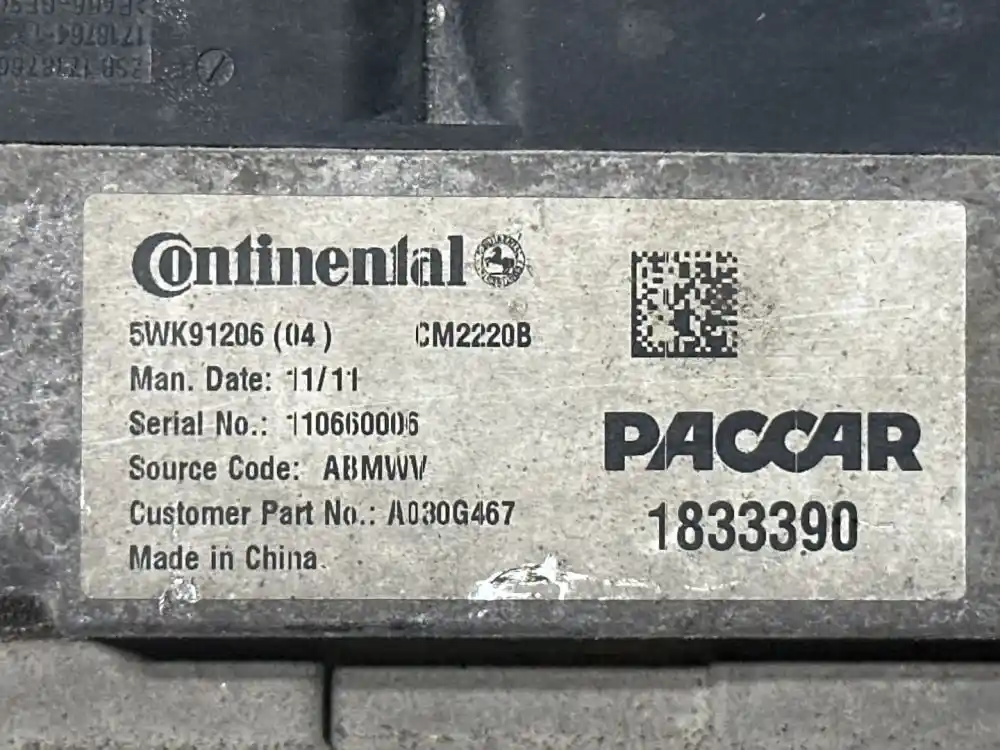 Continental
5WK91206 (04)
CM2220B
Man. Date: 11/11
Serial No.: 110660006
Source Code:
Customer Part No.: A030G467
Made in China
PACCAR
1833390